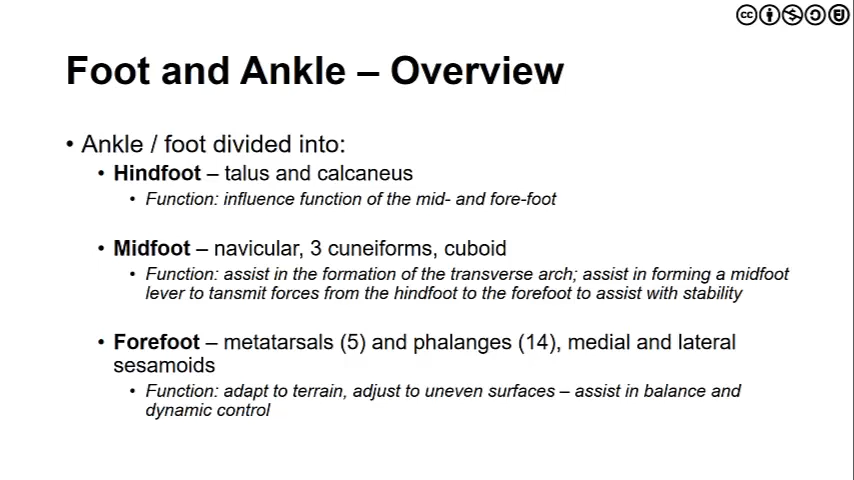 Foot and Ankle – Overview
• Ankle / foot divided into:
• Hindfoot – talus and calcaneus
• Function: influence function of the mid- and fore-foot
• Midfoot – navicular, 3 cuneiforms, cuboid
• Function: assist in the formation of the transverse arch; assist in forming a midfoot
lever to tansmit forces from the hindfoot to the forefoot to assist with stability
• Forefoot – metatarsals (5) and phalanges (14), medial and lateral
sesamoids
• Function: adapt to terrain, adjust to uneven surfaces – assist in balance and
dynamic control